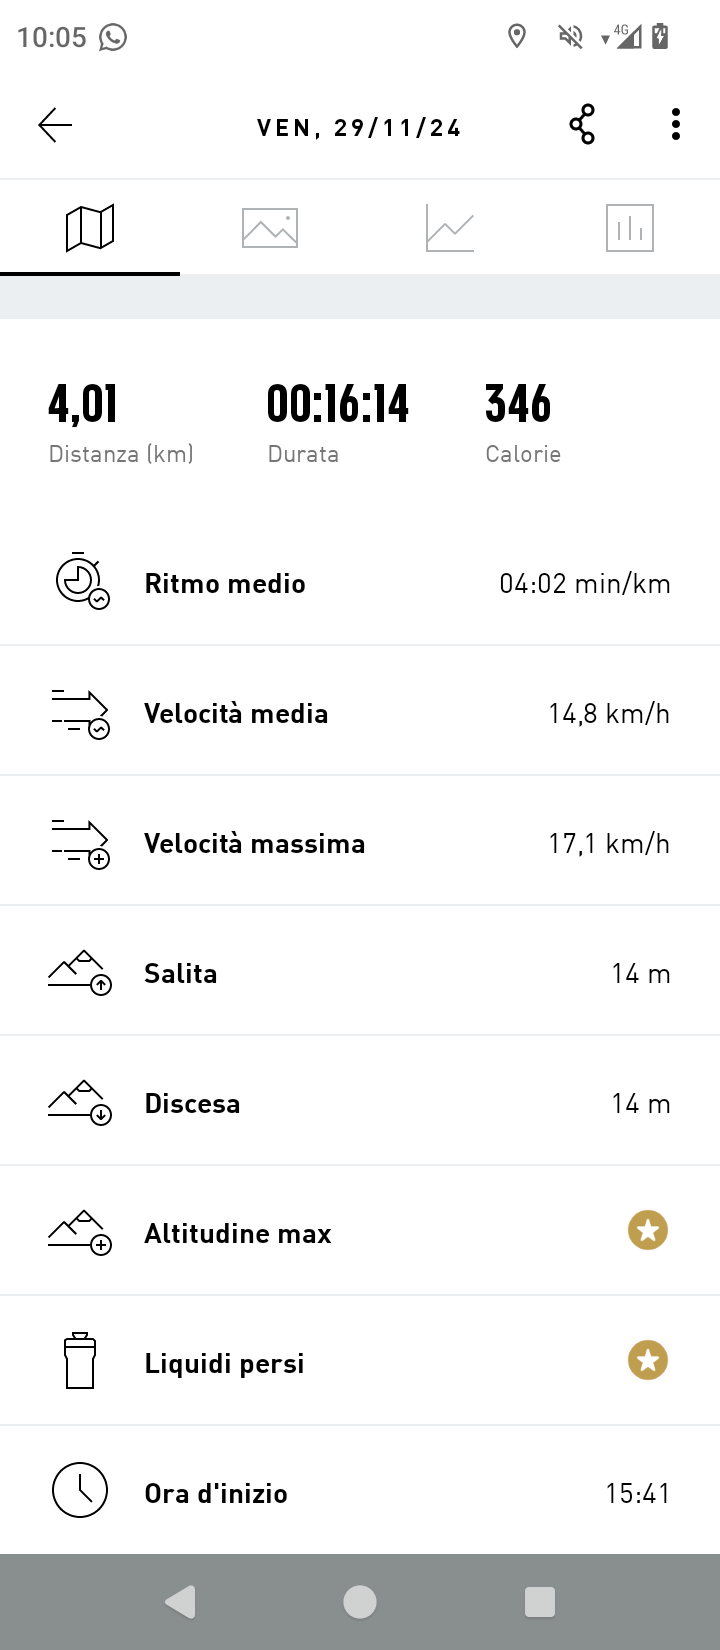 10:05
4G
VEN, 29/11/24
4,01 00:16:14 346
Distanza (km) Durata Calorie
Ritmo medio 04:02 min/km
Velocità media 14,8 km/h
Velocità massima 17,1 km/h
Salita 14 m
Discesa 14 m
Altitudine max
Liquidi persi
Ora d'inizio 15:41